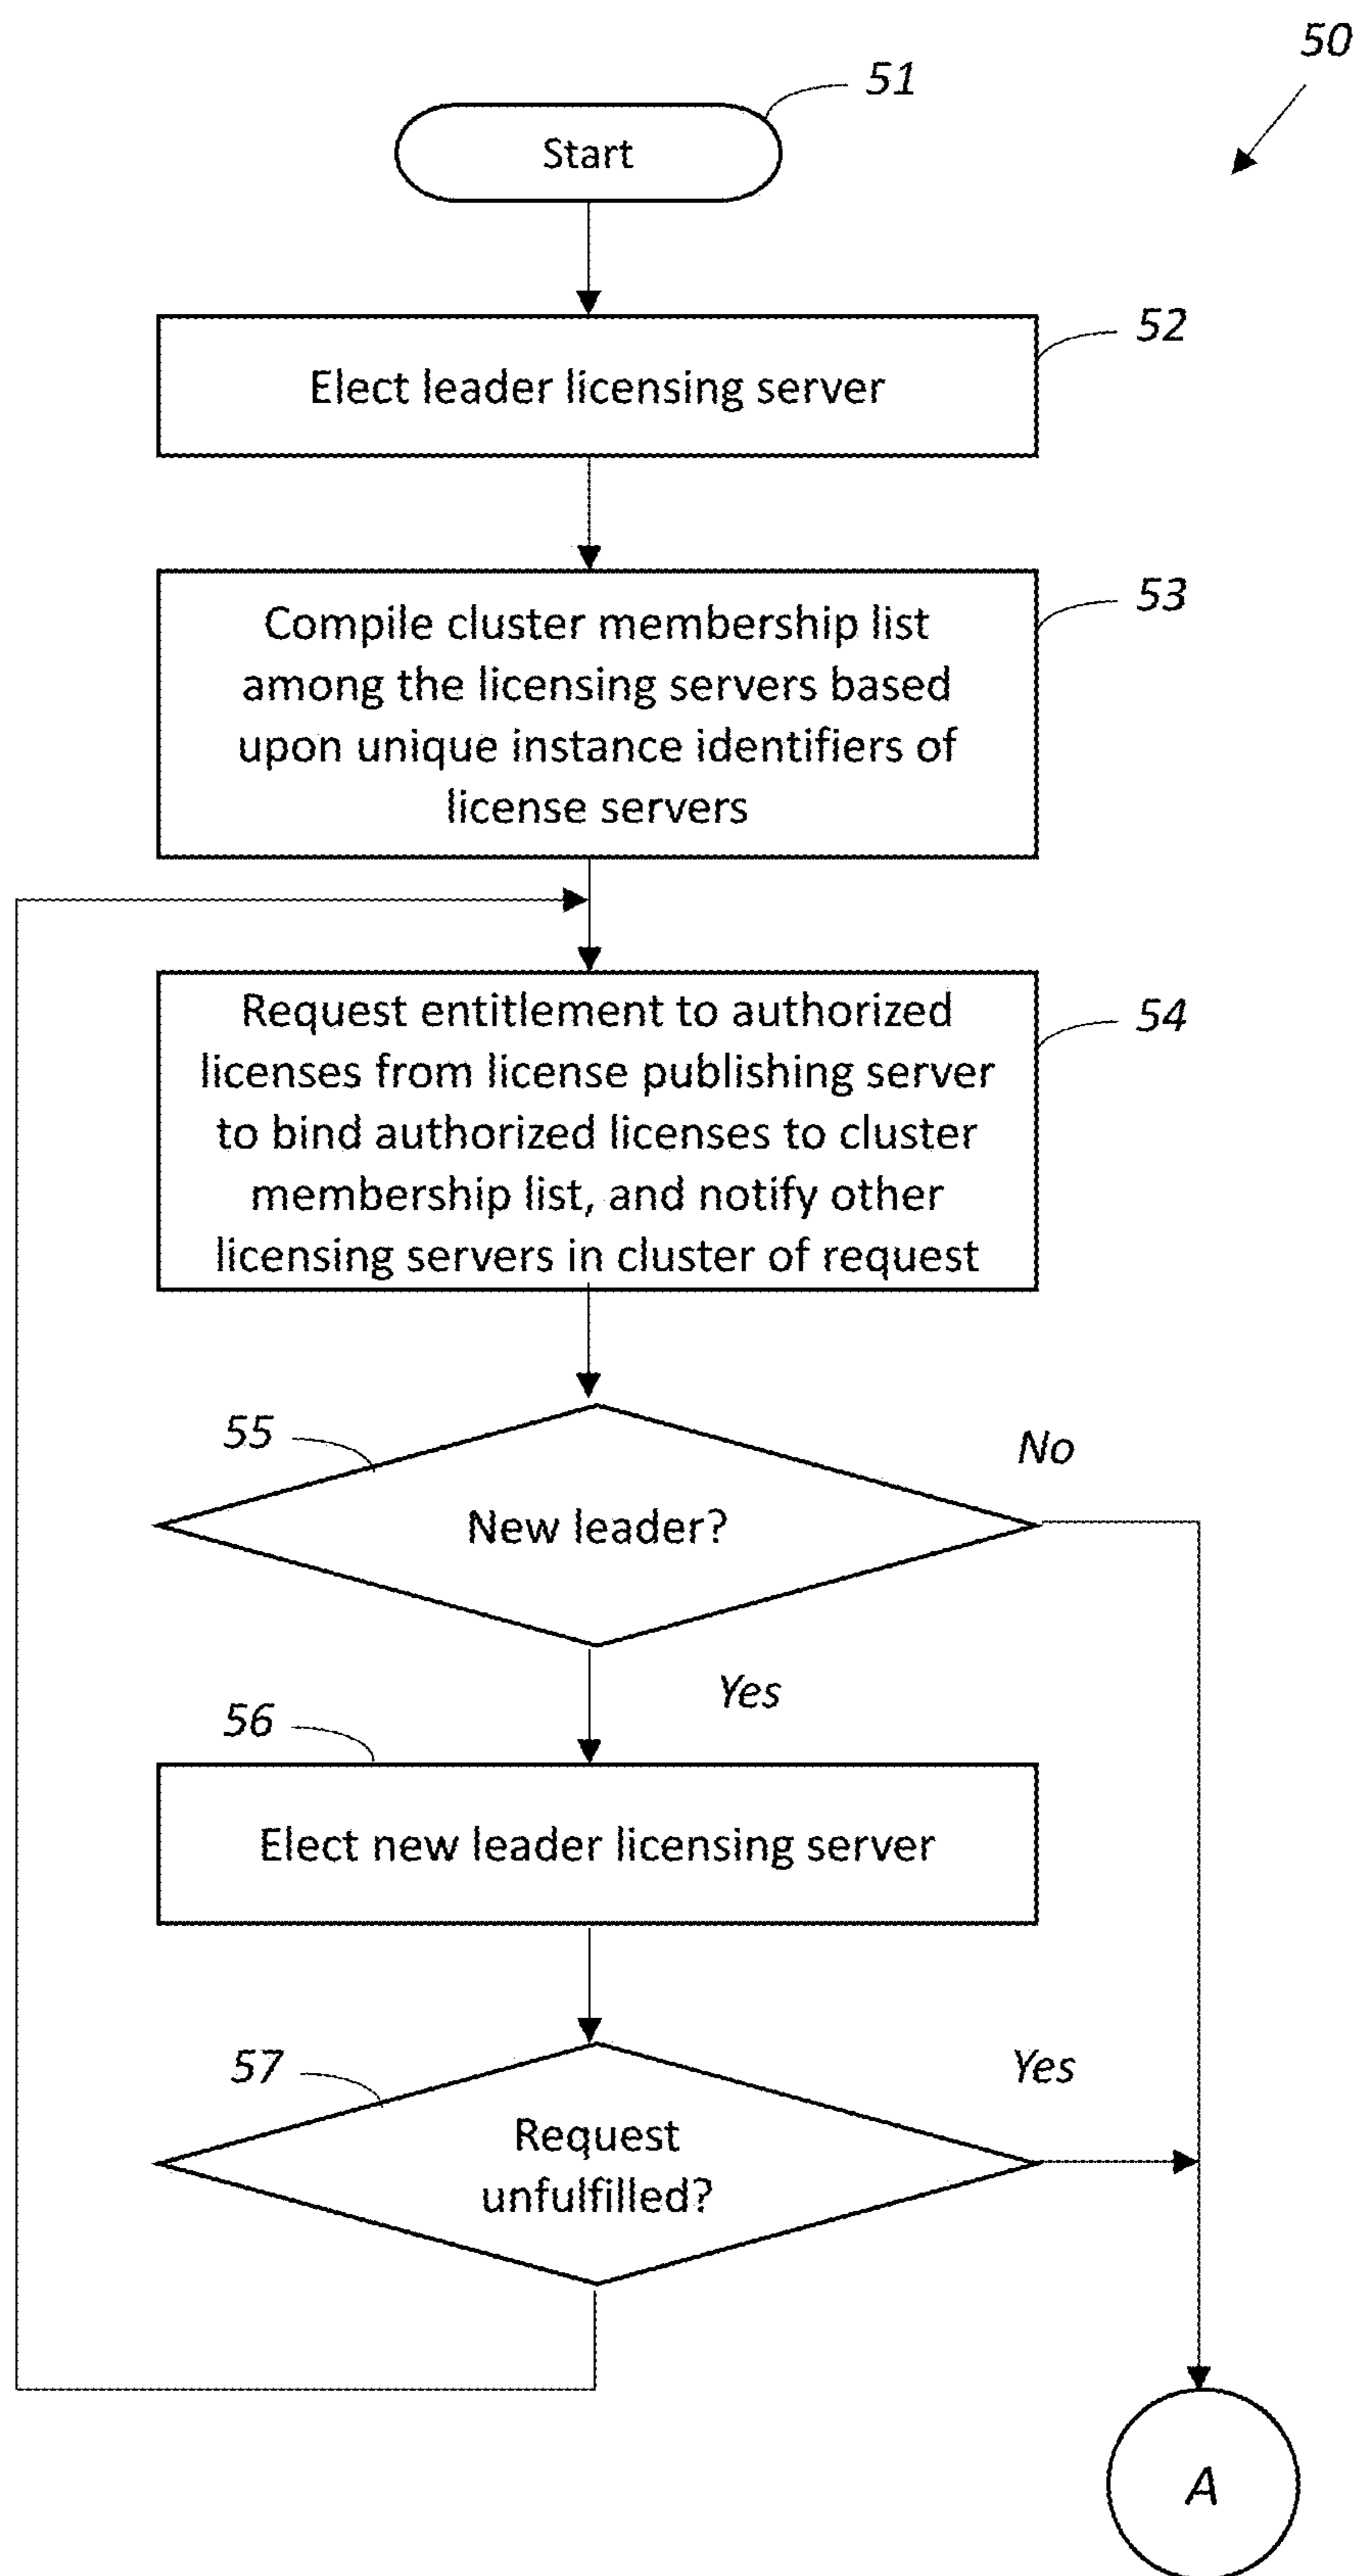 50
51
Start
52
Elect leader licensing server
53
Compile cluster membership list
among the licensing servers based
upon unique instance identifiers of
license servers
54
Request entitlement to authorized
licenses from license publishing server
to bind authorized licenses to cluster
membership list, and notify other
licensing servers in cluster of request
55
No
New leader?
Yes
56
Elect new leader licensing server
57
Yes
Request
unfulfilled?
A